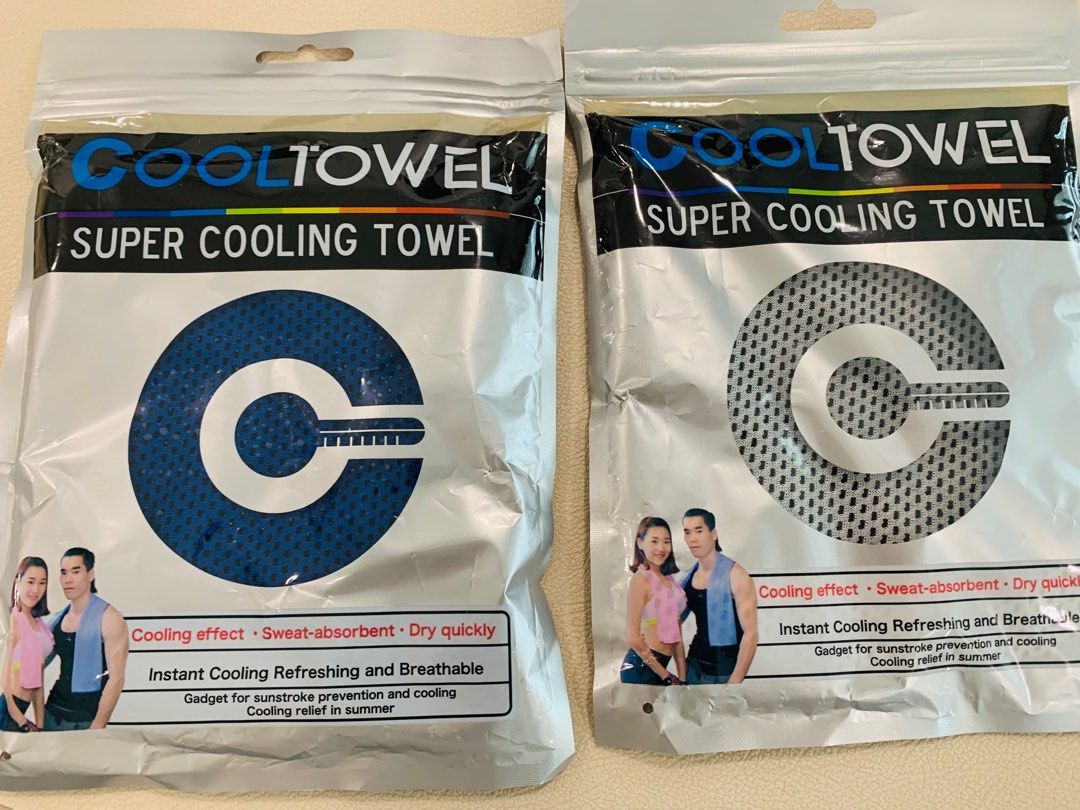 COOLTOWEL
SUPER COOLING TOWEL
Cooling effect ・Sweat-absorbent・Dry quickly
Instant Cooling Refreshing and Breathable
Gadget for sunstroke prevention and cooling
Cooling relief in summer
COOLTOWEL
SUPER COOLING TOWEL
Cooling effect ・Sweat-absorbent・Dry quickl
Instant Cooling Refreshing and Breathable
Gadget for sunstroke prevention and cooling
Cooling relief in summer